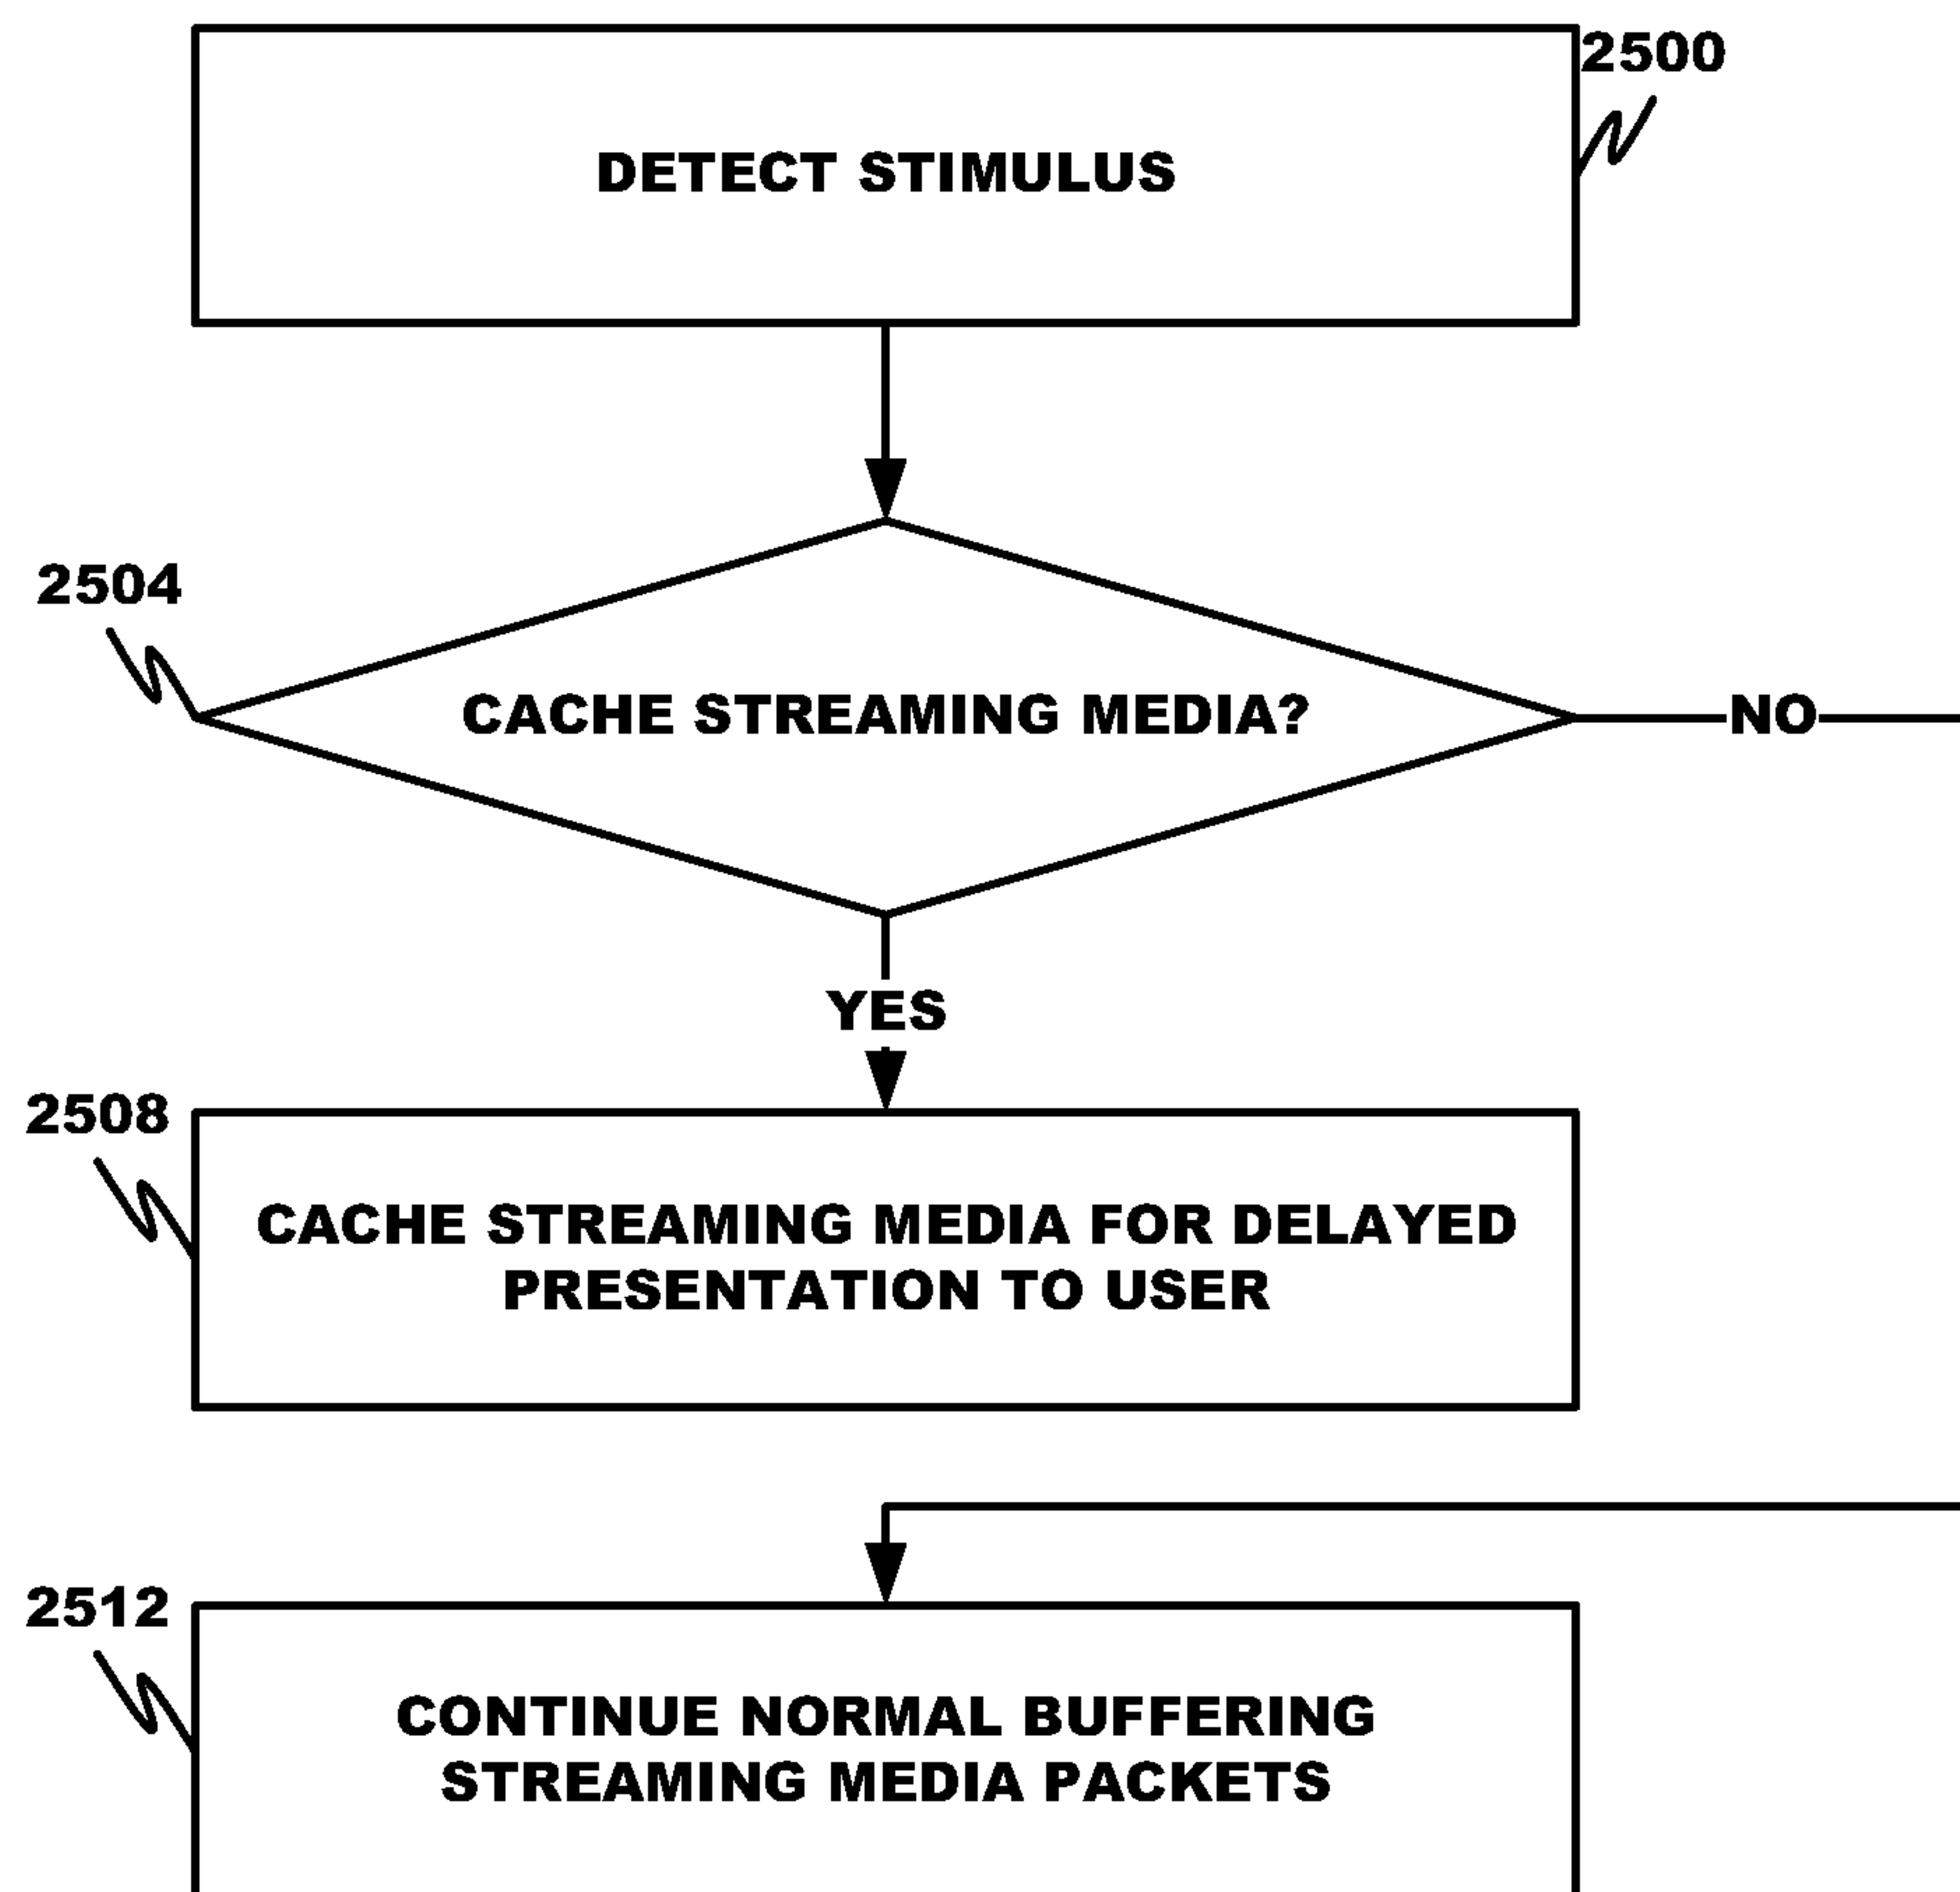 2500
DETECT STIMULUS
2504
CACHE STREAMING MEDIA?
NO
YES
2508
CACHE STREAMING MEDIA FOR DELAYED
PRESENTATION TO USER
2512
CONTINUE NORMAL BUFFERING
STREAMING MEDIA PACKETS